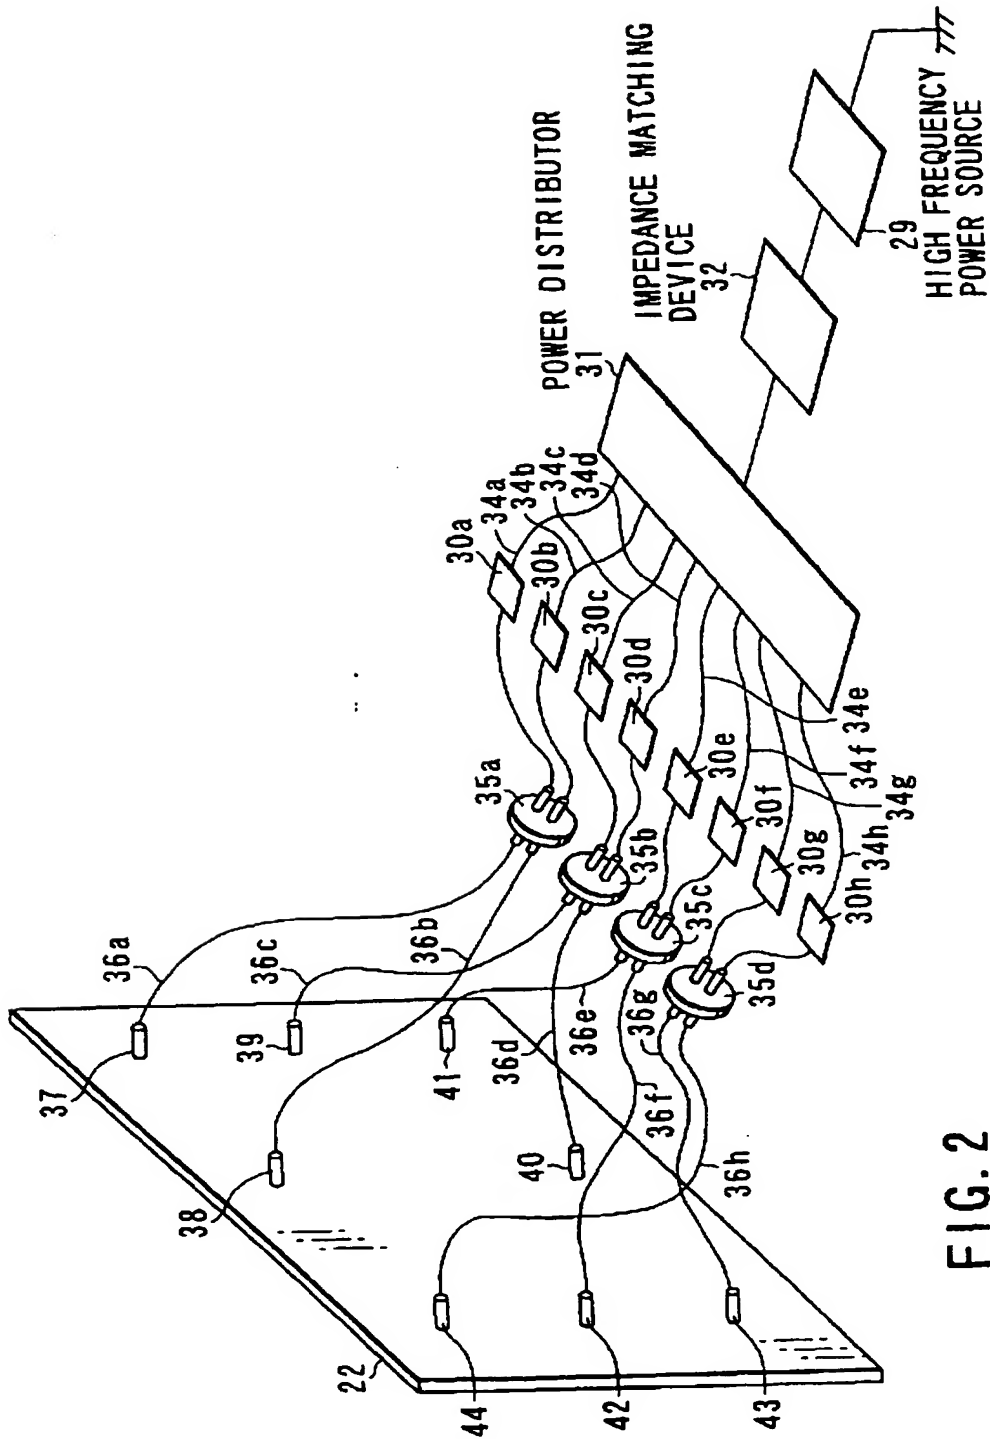 22
37
38
39
40
41
42
43
44
36a
36c
36b
36d
36e
36g
36f
36h
35a
35b
35c
35d
30a
30b
30c
30d
30e
30f
30g
30h
34a
34b
34c
34d
34e
34f
34g
34h
POWER DISTRIBUTOR
31
IMPEDANCE MATCHING
DEVICE
32
29
HIGH FREQUENCY
POWER SOURCE
FIG. 2